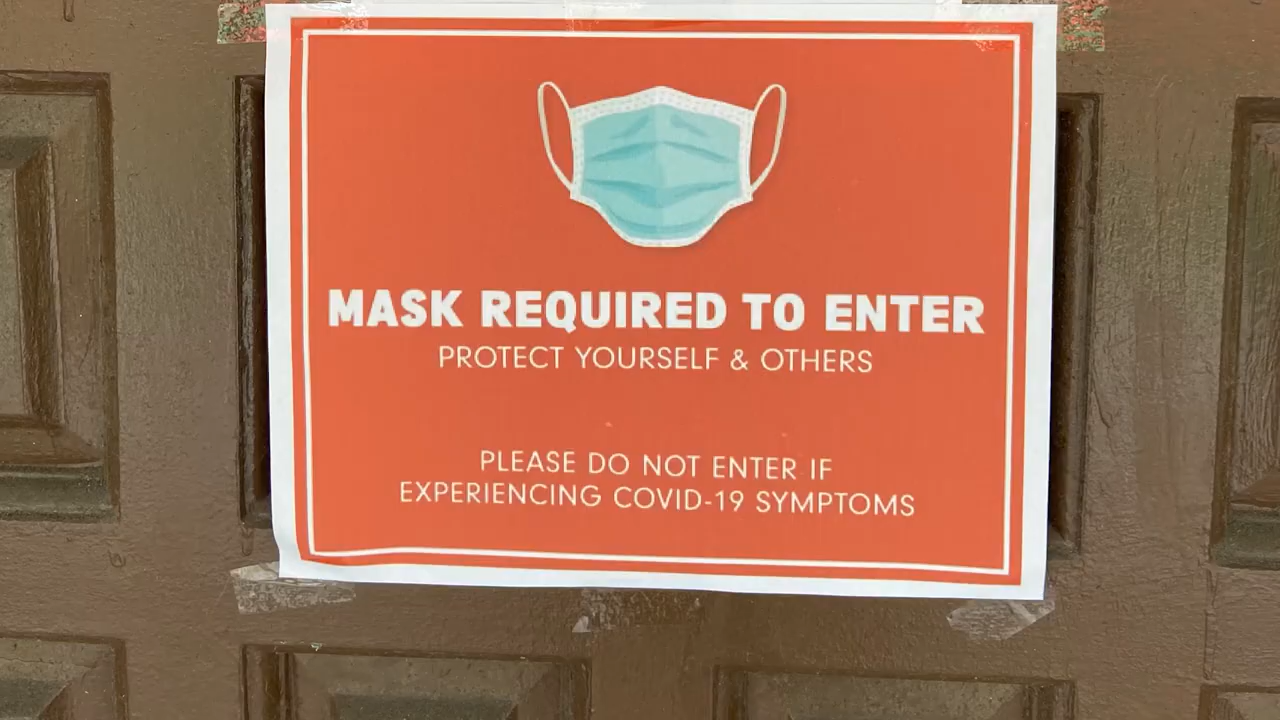 MASK REQUIRED TO ENTER
PROTECT YOURSELF & OTHERS
PLEASE DO NOT ENTER IF
EXPERIENCING COVID-19 SYMPTOMS